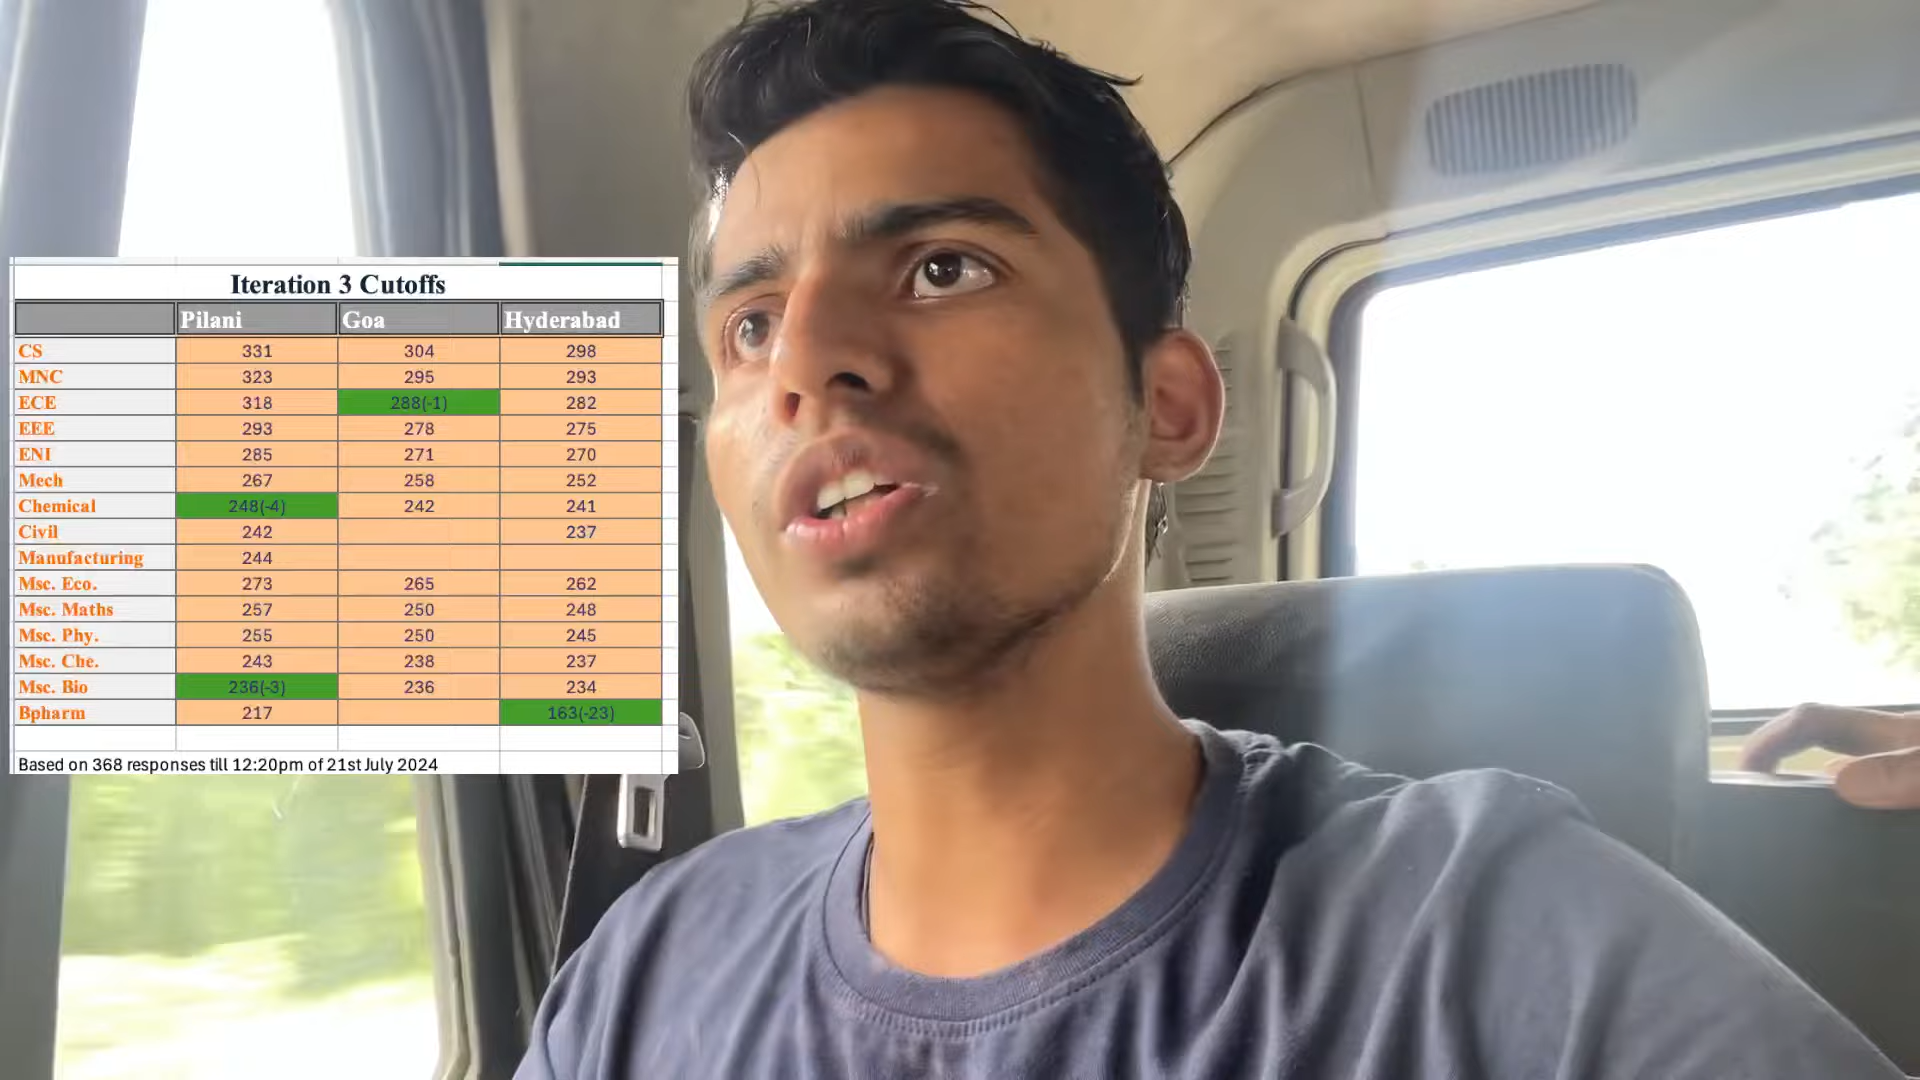 Iteration 3 Cutoffs
Pilani Goa Hyderabad
CS 331 304 298
MNC 323 295 293
ECE 318 288(-1) 282
EEE 293 278 275
ENI 285 271 270
Mech 267 258 252
Chemical 248(-4) 242 241
Civil 242 237
Manufacturing 244
Msc. Eco. 273 265 262
Msc. Maths 257 250 248
Msc. Phy. 255 250 245
Msc. Che. 243 238 237
Msc. Bio 236(-3) 236 234
Bpharm 217 163(-23)
Based on 368 responses till 12:20pm of 21st July 2024